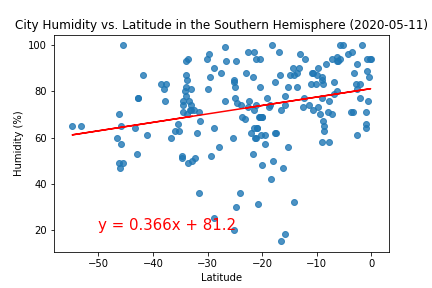 City Humidity vs. Latitude in the Southern Hemisphere (2020-05-11)
100
80
60
40
20
Humidity (%)
y = 0.366x + 81.2
−50
−40
−30
−20
−10
0
Latitude